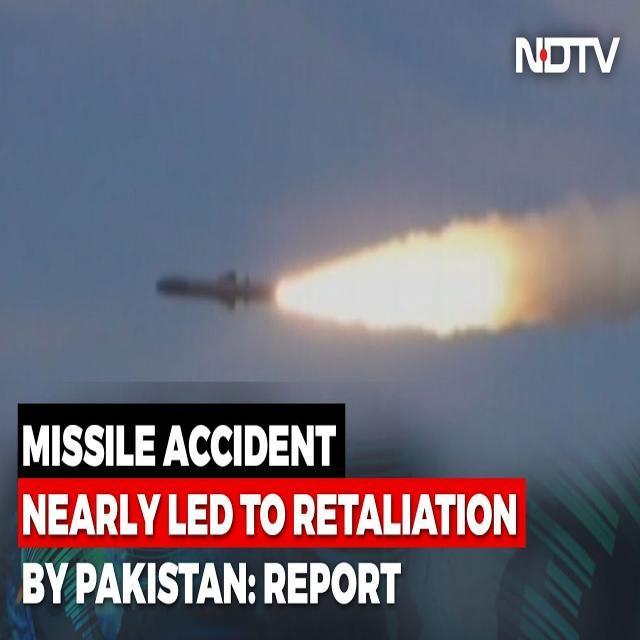 NDTV
MISSILE ACCIDENT
NEARLY LED TO RETALIATION
BY PAKISTAN: REPORT